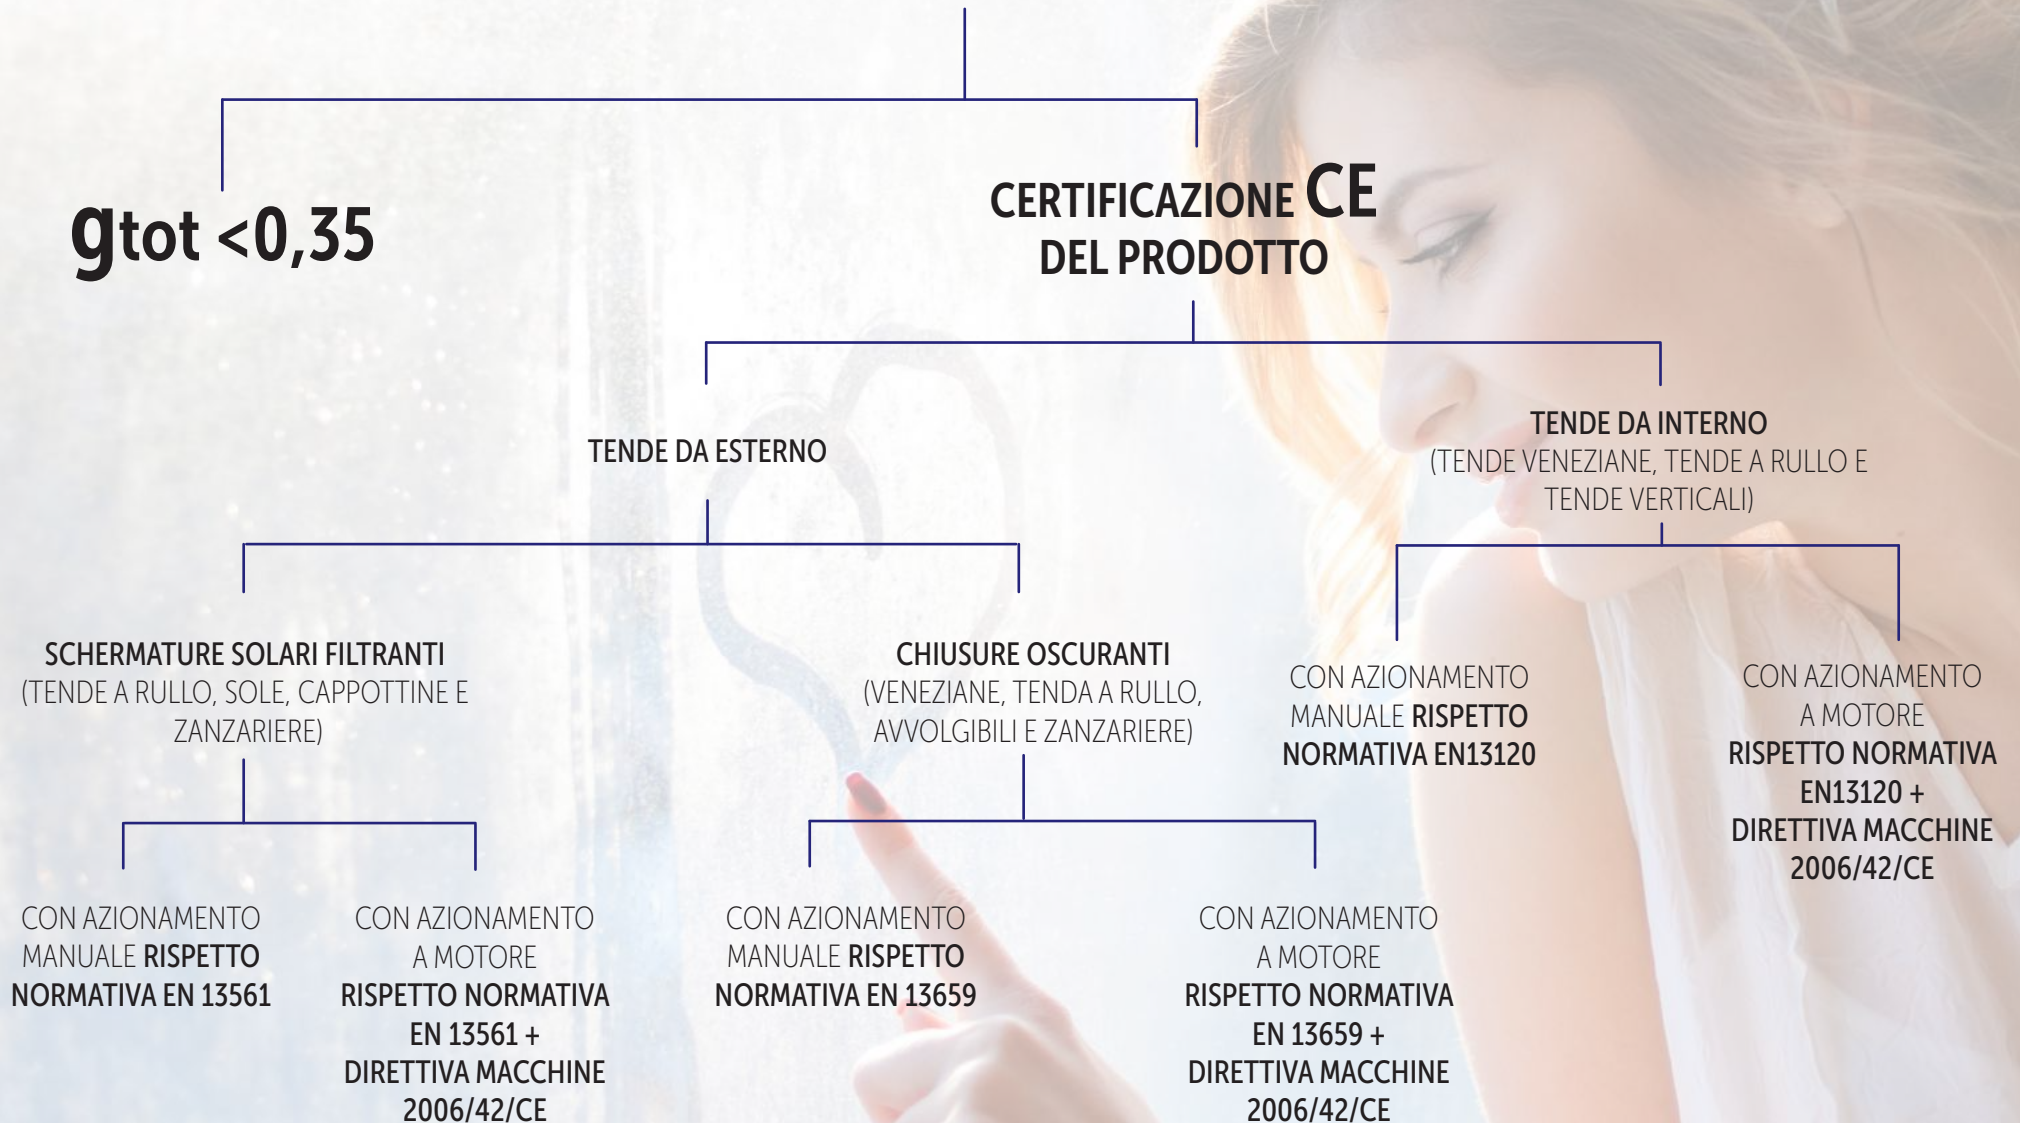 gtot <0,35
CERTIFICAZIONE CE
DEL PRODOTTO
TENDE DA ESTERNO
TENDE DA INTERNO
(TENDE VENEZIANE, TENDE A RULLO E
TENDE VERTICALI)
SCHERMATURE SOLARI FILTRANTI
(TENDE A RULLO, SOLE, CAPPOTTINE E
ZANZARIERE)
CHIUSURE OSCURANTI
(VENEZIANE, TENDA A RULLO,
AVVOLGIBILI E ZANZARIERE)
CON AZIONAMENTO
MANUALE RISPETTO
NORMATIVA EN13120
CON AZIONAMENTO
A MOTORE
RISPETTO NORMATIVA
EN13120 +
DIRETTIVA MACCHINE
2006/42/CE
CON AZIONAMENTO
MANUALE RISPETTO
NORMATIVA EN 13561
CON AZIONAMENTO
A MOTORE
RISPETTO NORMATIVA
EN 13561 +
DIRETTIVA MACCHINE
2006/42/CE
CON AZIONAMENTO
MANUALE RISPETTO
NORMATIVA EN 13659
CON AZIONAMENTO
A MOTORE
RISPETTO NORMATIVA
EN 13659 +
DIRETTIVA MACCHINE
2006/42/CE